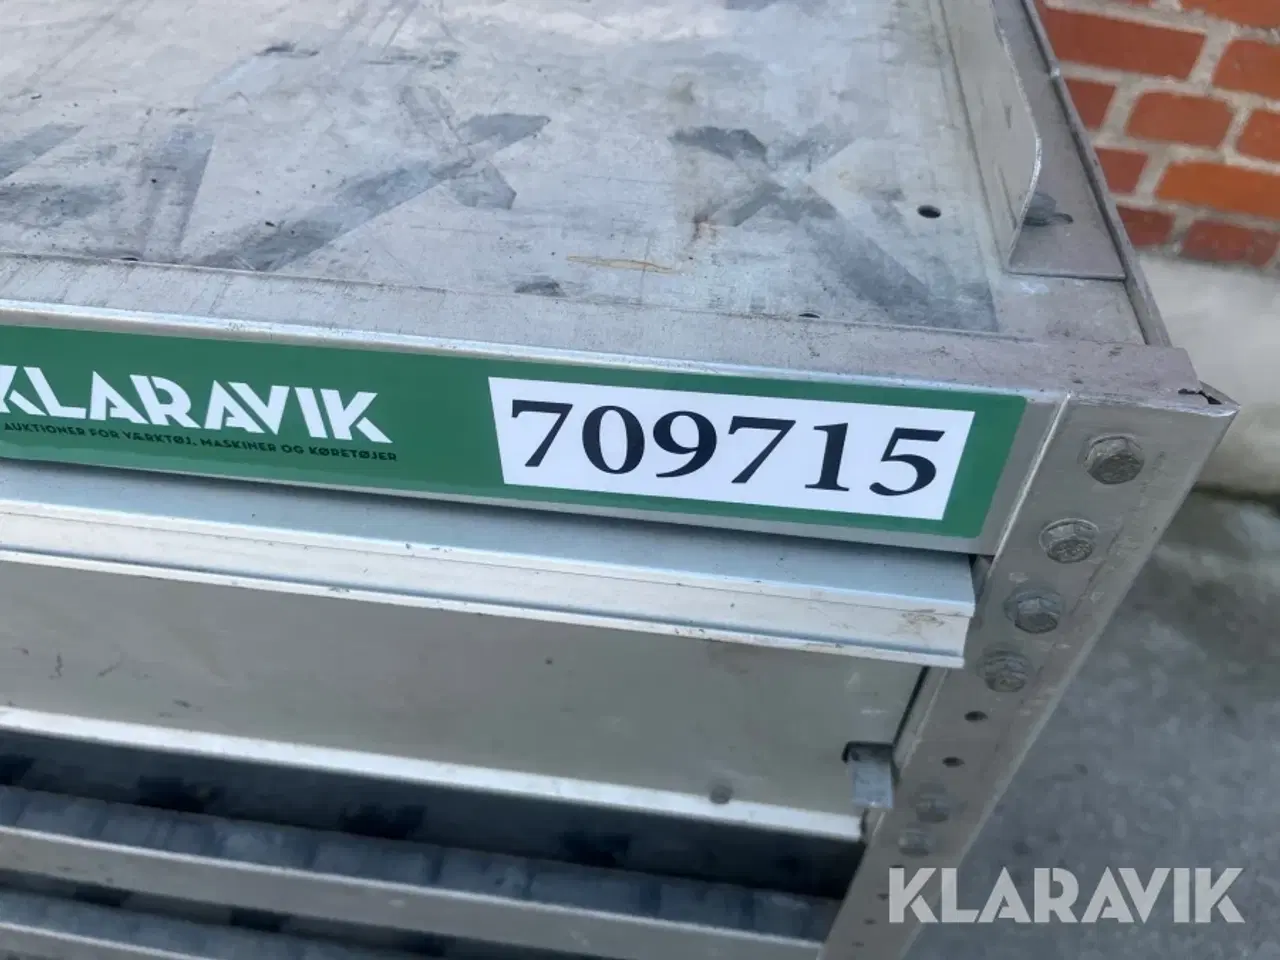 KLARAVIK
AUKTIONER FOR VÆRKTØJ, MASKINER OG KØRETØJER
709715
KLARAVIK